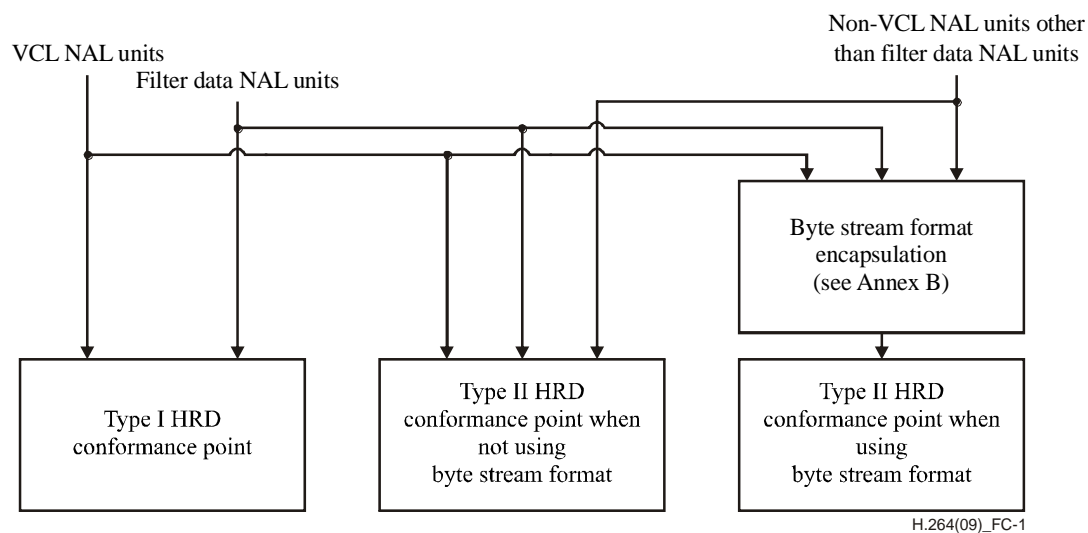 Non-VCL NAL units other
than filter data NAL units
VCL NAL units
Filter data NAL units
Byte stream format
encapsulation
(see Annex B)
Type I HRD
conformance point
Type II HRD
conformance point when
not using
byte stream format
Type II HRD
conformance point when
using
byte stream format
H.264(09)_FC-1